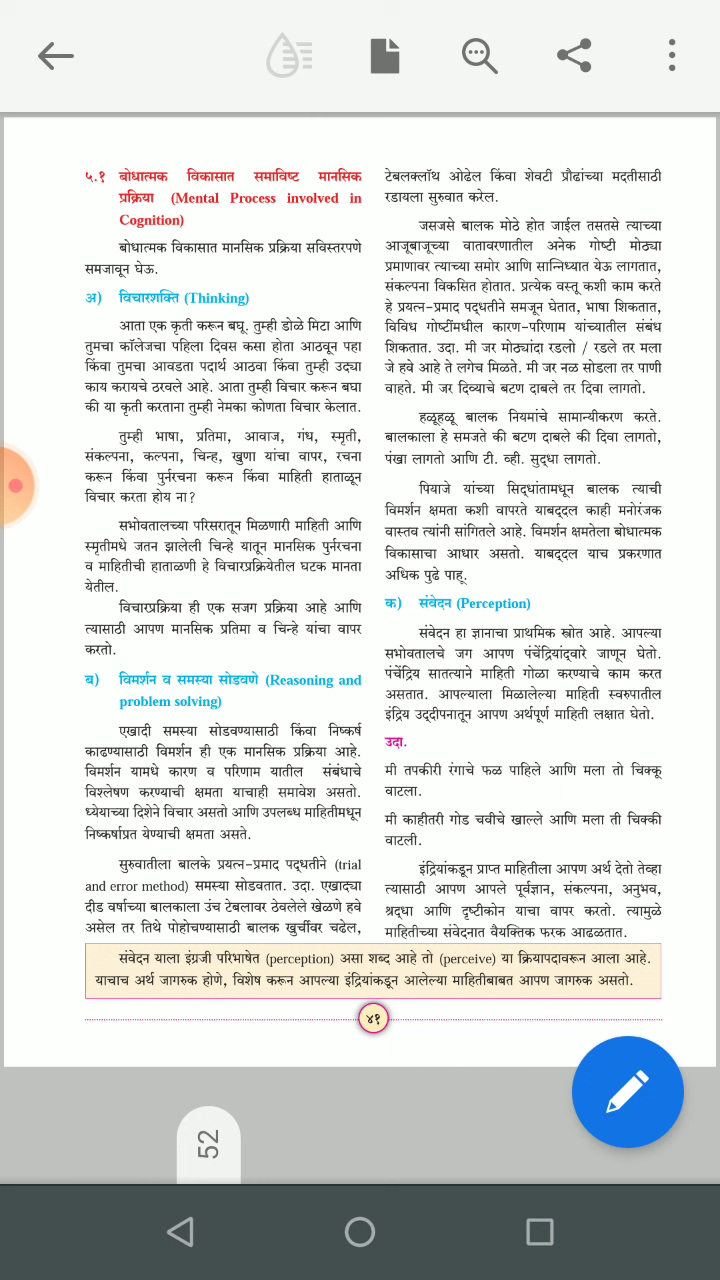 ५.१ बोधात्मक विकासात समाविष्ट मानसिक
प्रक्रिया (Mental Process involved in
Cognition)
बोधात्मक विकासात मानसिक प्रक्रिया सविस्तरपणे
समजावून घेऊ.
अ) विचारशक्ति (Thinking)
आता एक कृती करून बघू. तुम्ही डोळे मिटा आणि
तुमचा कॉलेजचा पहिला दिवस कसा होता आठवून पहा
किंवा तुमचा आवडता पदार्थ आठवा किंवा तुम्ही उद्या
काय करायचे ठरवले आहे. आता तुम्ही विचार करून बघा
की या कृती करताना तुम्ही नेमका कोणता विचार केलात.
तुम्ही भाषा, प्रतिमा, आवाज, गंध, स्मृती,
संकल्पना, कल्पना, चिन्ह, खुणा यांचा वापर, रचना
करून किंवा पुर्नरचना करून किंवा माहिती हाताळून
विचार करता होय ना?
सभोवतालच्या परिसरातून मिळणारी माहिती आणि
स्मृतीमधे जतन झालेली चिन्हे यातून मानसिक पुर्नरचना
व माहितीची हाताळणी हे विचारप्रक्रियेतील घटक मानता
येतील.
विचारप्रक्रिया ही एक सजग प्रक्रिया आहे आणि
त्यासाठी आपण मानसिक प्रतिमा व चिन्हे यांचा वापर
करतो.
ब) विमर्शन व समस्या सोडवणे (Reasoning and
problem solving)
एखादी समस्या सोडवण्यासाठी किंवा निष्कर्ष
काढण्यासाठी विमर्शन ही एक मानसिक प्रक्रिया आहे.
विमर्शन यामधे कारण व परिणाम यातील संबंधाचे
विश्लेषण करण्याची क्षमता याचाही समावेश असतो.
ध्येयाच्या दिशेने विचार असतो आणि उपलब्ध माहितीमधून
निष्कर्षाप्रत येण्याची क्षमता असते.
सुरुवातीला बालके प्रयत्न-प्रमाद पद्धतीने (trial
and error method) समस्या सोडवतात. उदा. एखाद्या
दीड वर्षाच्या बालकाला उंच टेबलावर ठेवलेले खेळणे हवे
असेल तर तिथे पोहोचण्यासाठी बालक खुर्चीवर चढेल,
टेबलक्लॉथ ओढेल किंवा शेवटी प्रौढांच्या मदतीसाठी
रडायला सुरुवात करेल.
जसजसे बालक मोठे होत जाईल तसतसे त्याच्या
आजूबाजूच्या वातावरणातील अनेक गोष्टी मोठ्या
प्रमाणावर त्याच्या समोर आणि सान्निध्यात येऊ लागतात,
संकल्पना विकसित होतात. प्रत्येक वस्तू कशी काम करते
हे प्रयत्न-प्रमाद पद्धतीने समजून घेतात, भाषा शिकतात,
विविध गोष्टींमधील कारण-परिणाम यांच्यातील संबंध
शिकतात. उदा. मी जर मोठ्यांदा रडलो / रडले तर मला
जे हवे आहे ते लगेच मिळते. मी जर नळ सोडला तर पाणी
वाहते. मी जर दिव्याचे बटण दाबले तर दिवा लागतो.
हळूहळू बालक नियमांचे सामान्यीकरण करते.
बालकाला हे समजते की बटण दाबले की दिवा लागतो,
पंखा लागतो आणि टी. व्ही. सुद्धा लागतो.
पियाजे यांच्या सिद्धांतामधून बालक त्याची
विमर्शन क्षमता कशी वापरते याबद्दल काही मनोरंजक
वास्तव त्यांनी सांगितले आहे. विमर्शन क्षमतेला बोधात्मक
विकासाचा आधार असतो. याबद्दल याच प्रकरणात
अधिक पुढे पाहू.
क) संवेदन (Perception)
संवेदन हा ज्ञानाचा प्राथमिक स्त्रोत आहे. आपल्या
सभोवतालचे जग आपण पंचेंद्रियांद्वारे जाणून घेतो.
पंचेंद्रिय सातत्याने माहिती गोळा करण्याचे काम करत
असतात. आपल्याला मिळालेल्या माहिती स्वरुपातील
इंद्रिय उद्दीपनातून आपण अर्थपूर्ण माहिती लक्षात घेतो.
उदा.
मी तपकीरी रंगाचे फळ पाहिले आणि मला तो चिक्कू
वाटला.
मी काहीतरी गोड चवीचे खाल्ले आणि मला ती चिक्की
वाटली.
इंद्रियांकडून प्राप्त माहितीला आपण अर्थ देतो तेव्हा
त्यासाठी आपण आपले पूर्वज्ञान, संकल्पना, अनुभव,
श्रद्धा आणि दृष्टीकोन याचा वापर करतो. त्यामुळे
माहितीच्या संवेदनात वैयक्तिक फरक आढळतात.
संवेदन याला इंग्रजी परिभाषेत (perception) असा शब्द आहे तो (perceive) या क्रियापदावरून आला आहे.
याचाच अर्थ जागरुक होणे, विशेष करून आपल्या इंद्रियांकडून आलेल्या माहितीबाबत आपण जागरुक असतो.
४१
52